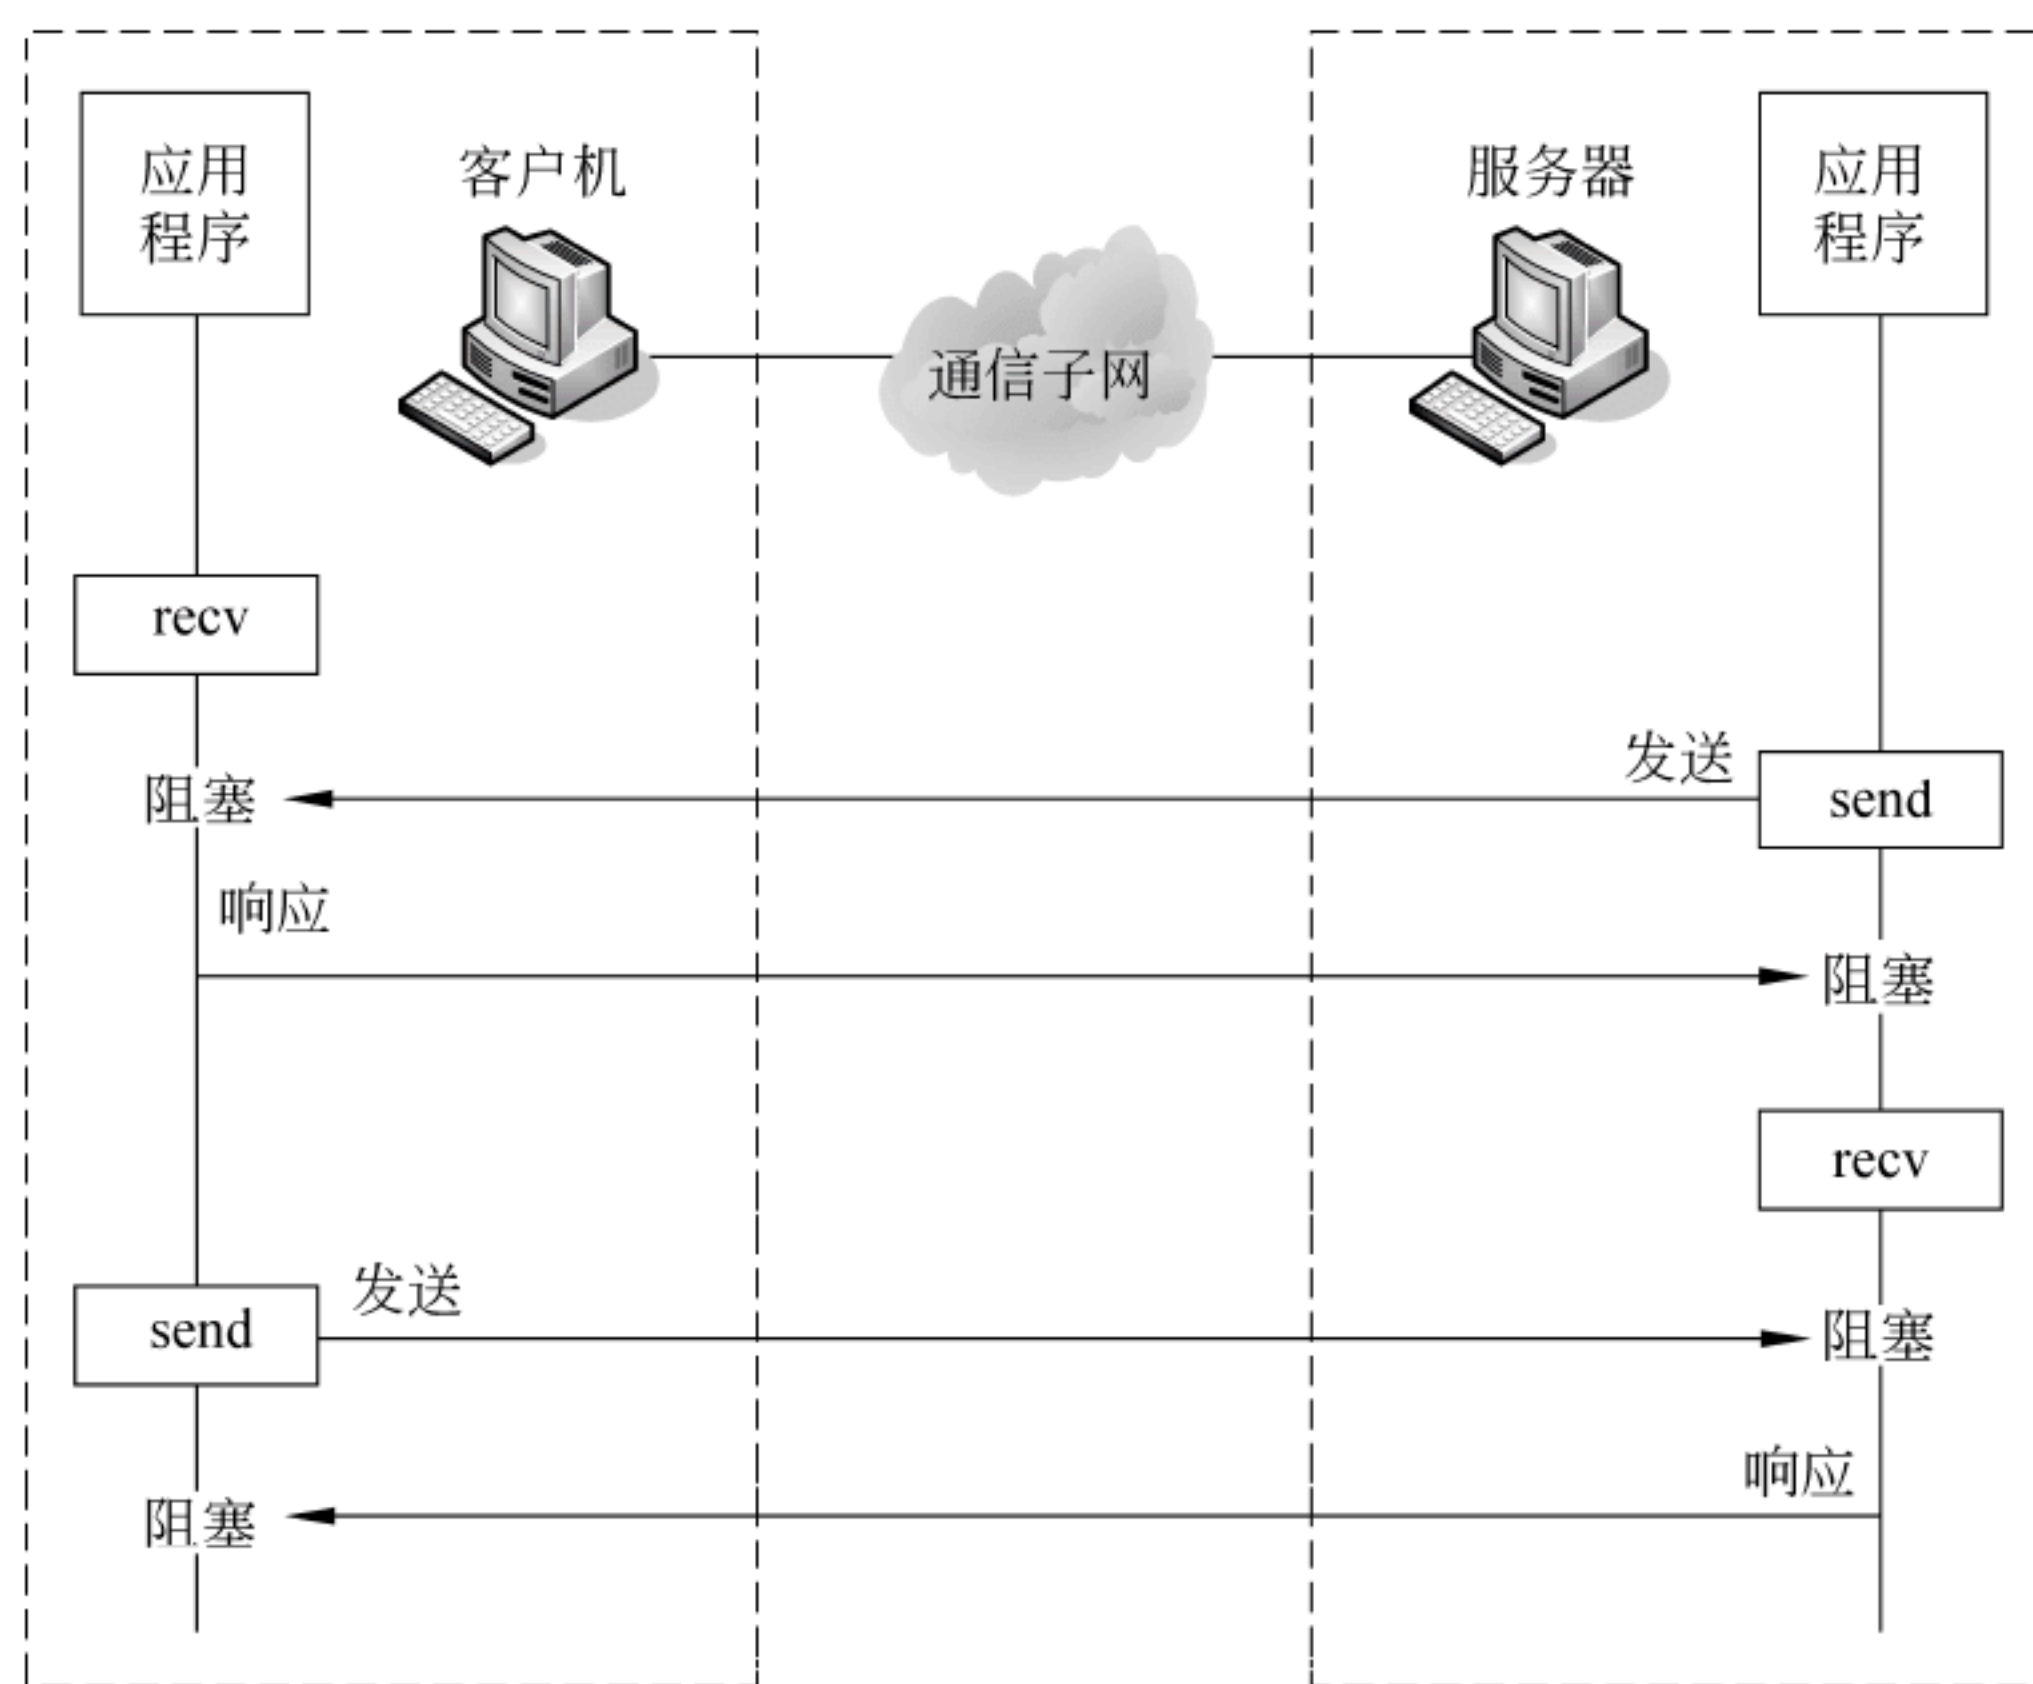 应用
程序
客户机
服务器
应用
程序
通信子网
recv
发送
阻塞
send
响应
阻塞
recv
发送
send
阻塞
响应
阻塞